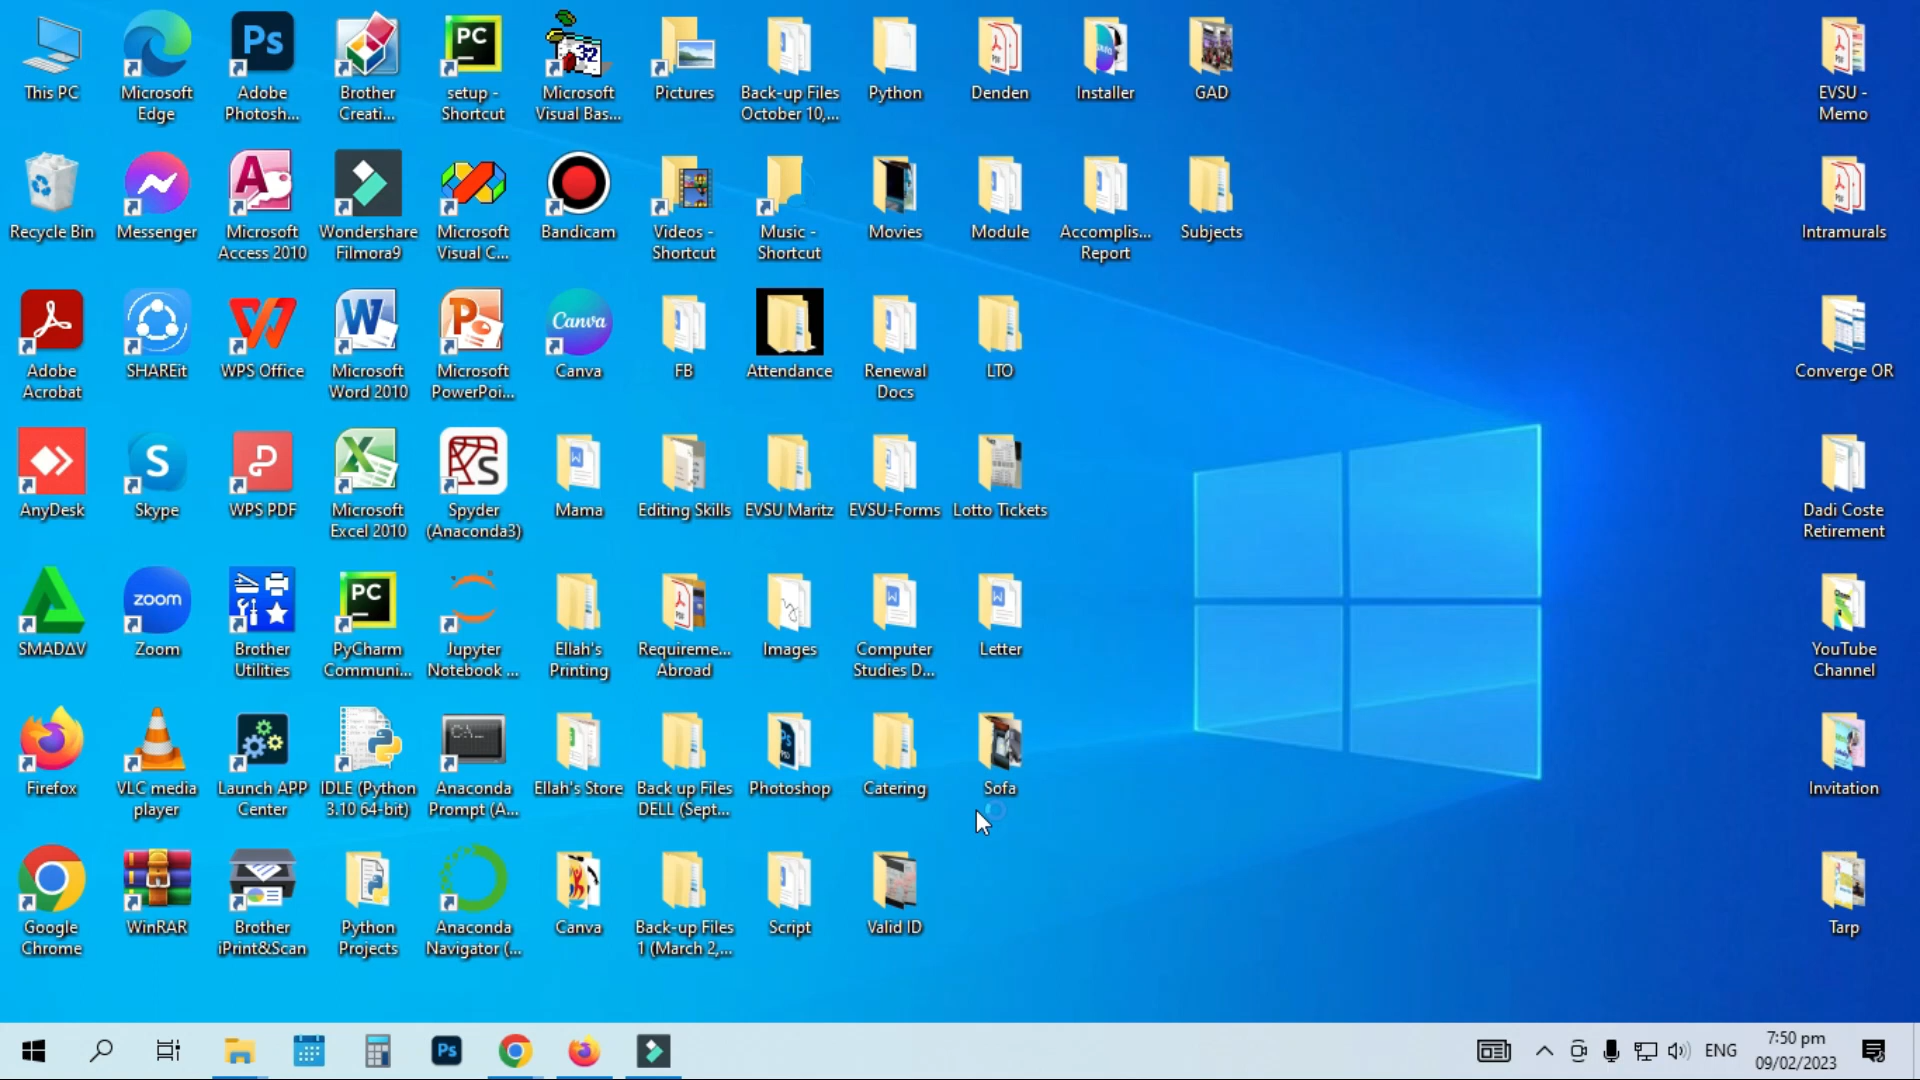 This PC
Microsoft
Edge
Adobe
Photosh...
Brother
Creati...
setup -
Shortcut
Microsoft
Visual Bas...
Pictures
Back-up Files
October 10,...
Python
Denden
Installer
GAD
EVSU -
Memo
Recycle Bin
Messenger
Microsoft
Access 2010
Wondershare
Filmora9
Microsoft
Visual C...
Bandicam
Videos -
Shortcut
Music -
Shortcut
Movies
Module
Accomplis...
Report
Subjects
Intramurals
Adobe
Acrobat
SHAREit
WPS Office
Microsoft
Word 2010
Microsoft
PowerPoi...
Canva
Canva
FB
Attendance
Renewal
Docs
LTO
Converge OR
AnyDesk
Skype
WPS PDF
Microsoft
Excel 2010
Spyder
(Anaconda3)
Mama
Editing Skills
EVSU Maritz
EVSU-Forms
Lotto Tickets
Dadi Coste
Retirement
SMADΔV
zoom
Zoom
Brother
Utilities
PyCharm
Communi...
Jupyter
Notebook ...
Ellah's
Printing
Requireme...
Abroad
Images
Computer
Studies D...
Letter
YouTube
Channel
Firefox
VLC media
player
Launch APP
Center
IDLE (Python
3.10 64-bit)
Anaconda
Prompt (A...
Ellah's Store
Back up Files
DELL (Sept...
Photoshop
Catering
Sofa
Invitation
Google
Chrome
WinRAR
Brother
iPrint&Scan
Python
Projects
Anaconda
Navigator (...
Canva
Back-up Files
1 (March 2,...
Script
Valid ID
Tarp
Ps
ENG
7:50 pm
09/02/2023